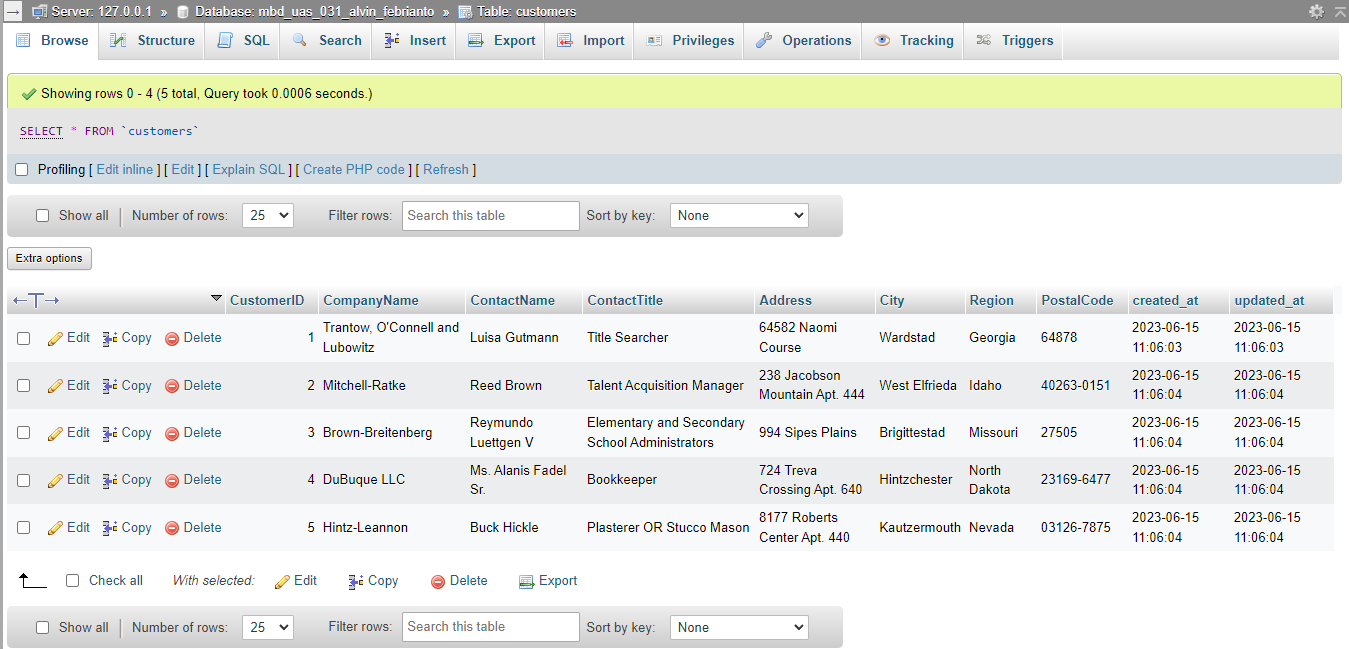 Server: 127.0.0.1 » Database: mbd_uas_031_alvin_febrianto » Table: customers
Browse Structure SQL Search Insert Export Import Privileges Operations Tracking Triggers
Showing rows 0 - 4 (5 total, Query took 0.0006 seconds.)
SELECT * FROM `customers`
Profiling [ Edit inline ] [ Edit ] [ Explain SQL ] [ Create PHP code ] [ Refresh ]
Show all Number of rows: 25 Filter rows: Search this table Sort by key: None
Extra options
CustomerID CompanyName ContactName ContactTitle Address City Region PostalCode created_at updated_at
Trantow, O'Connell and 64582 Naomi 2023-06-15 2023-06-15
Edit Copy Delete 1 Luisa Gutmann Title Searcher Wardstad Georgia 64878
Lubowitz Course 11:06:03 11:06:03
238 Jacobson 2023-06-15 2023-06-15
Edit Copy Delete 2 Mitchell-Ratke Reed Brown Talent Acquisition Manager West Elfrieda Idaho 40263-0151
Mountain Apt. 444 11:06:04 11:06:04
Reymundo Elementary and Secondary 2023-06-15 2023-06-15
Edit Copy Delete 3 Brown-Breitenberg 994 Sipes Plains Brigittestad Missouri 27505
Luettgen V School Administrators 11:06:04 11:06:04
Ms. Alanis Fadel 724 Treva North 2023-06-15 2023-06-15
Edit Copy Delete 4 DuBuque LLC Bookkeeper Hintzchester 23169-6477
Sr. Crossing Apt. 640 Dakota 11:06:04 11:06:04
8177 Roberts 2023-06-15 2023-06-15
Edit Copy Delete 5 Hintz-Leannon Buck Hickle Plasterer OR Stucco Mason Kautzermouth Nevada 03126-7875
Center Apt. 440 11:06:04 11:06:04
Check all With selected: Edit Copy Delete Export
Show all Number of rows: 25 Filter rows: Search this table Sort by key: None